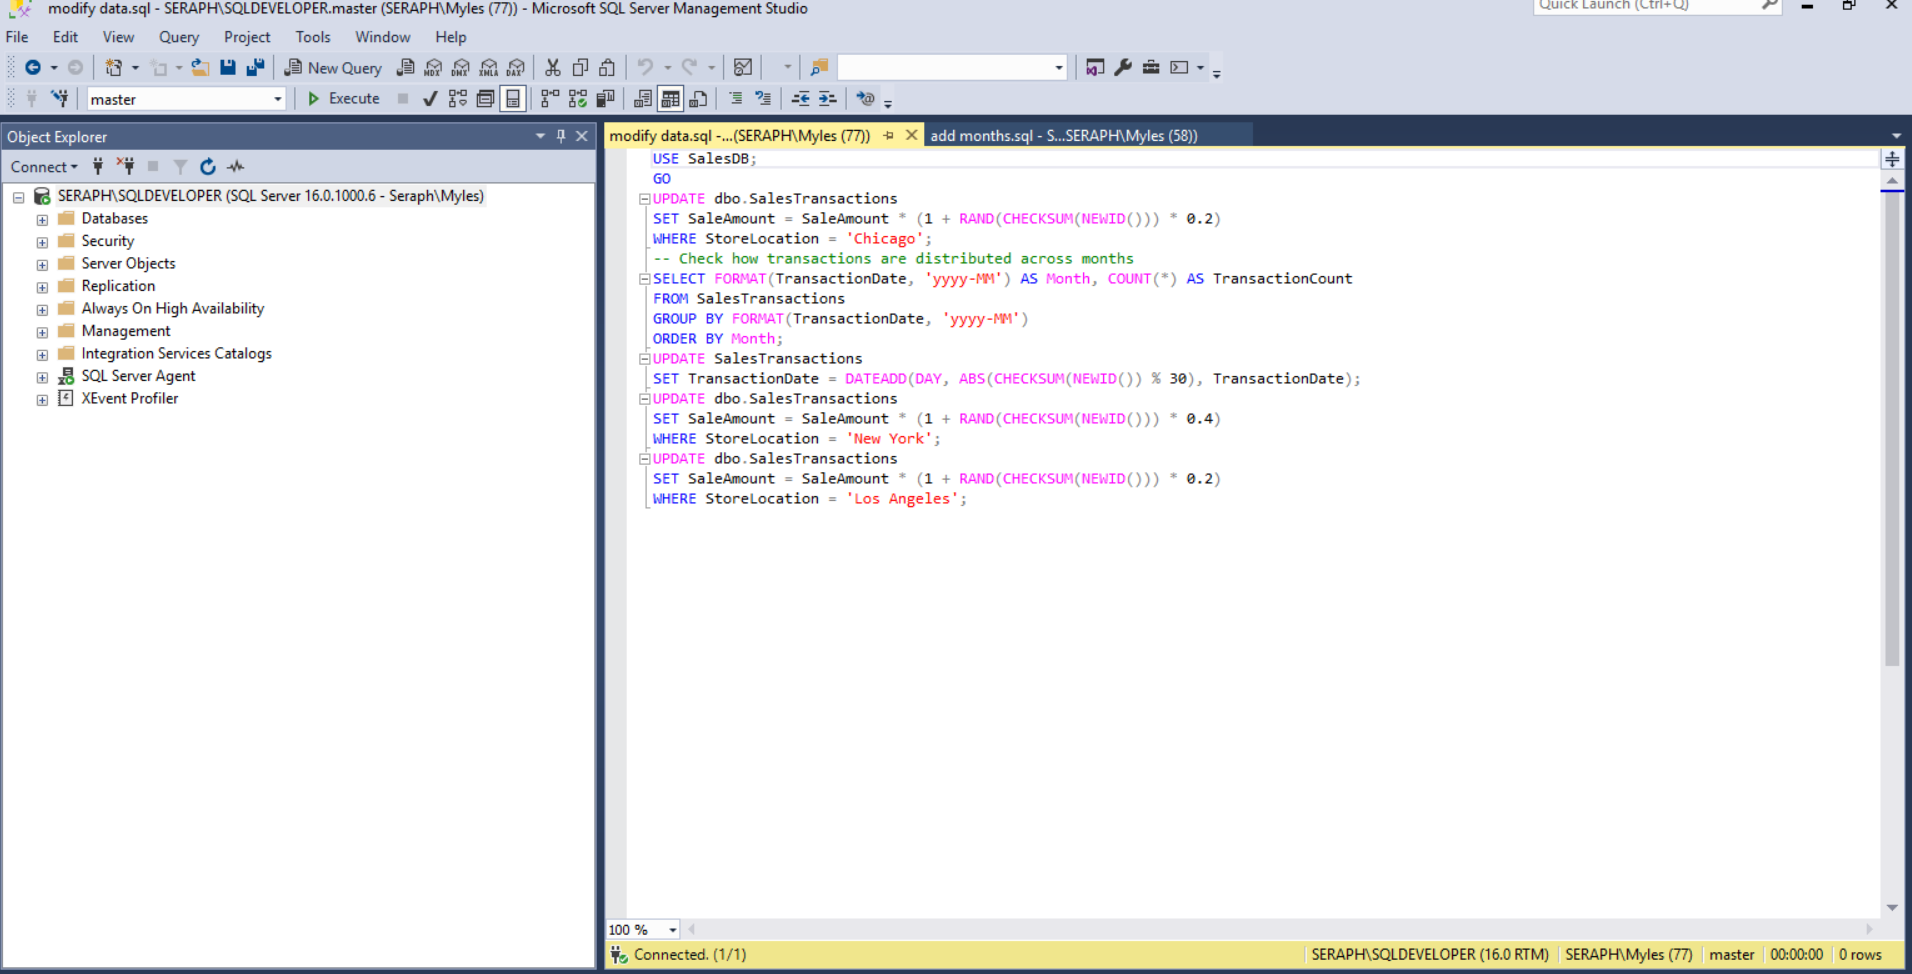 modify data.sql - SERAPH\SQLDEVELOPER.master (SERAPH\Myles (77)) - Microsoft SQL Server Management Studio
Quick Launch (Ctrl+Q)
File Edit View Query Project Tools Window Help
New Query MDX DMX XMLA DAX
master Execute
Object Explorer
modify data.sql -...(SERAPH\Myles (77)) add months.sql - S...SERAPH\Myles (58))
Connect
SERAPH\SQLDEVELOPER (SQL Server 16.0.1000.6 - Seraph\Myles)
Databases
Security
Server Objects
Replication
Always On High Availability
Management
Integration Services Catalogs
SQL Server Agent
XEvent Profiler
USE SalesDB;
GO
UPDATE dbo.SalesTransactions
SET SaleAmount = SaleAmount * (1 + RAND(CHECKSUM(NEWID())) * 0.2)
WHERE StoreLocation = 'Chicago';
-- Check how transactions are distributed across months
SELECT FORMAT(TransactionDate, 'yyyy-MM') AS Month, COUNT(*) AS TransactionCount
FROM SalesTransactions
GROUP BY FORMAT(TransactionDate, 'yyyy-MM')
ORDER BY Month;
UPDATE SalesTransactions
SET TransactionDate = DATEADD(DAY, ABS(CHECKSUM(NEWID()) % 30), TransactionDate);
UPDATE dbo.SalesTransactions
SET SaleAmount = SaleAmount * (1 + RAND(CHECKSUM(NEWID())) * 0.4)
WHERE StoreLocation = 'New York';
UPDATE dbo.SalesTransactions
SET SaleAmount = SaleAmount * (1 + RAND(CHECKSUM(NEWID())) * 0.2)
WHERE StoreLocation = 'Los Angeles';
100 %
Connected. (1/1) SERAPH\SQLDEVELOPER (16.0 RTM) SERAPH\Myles (77) master 00:00:00 0 rows